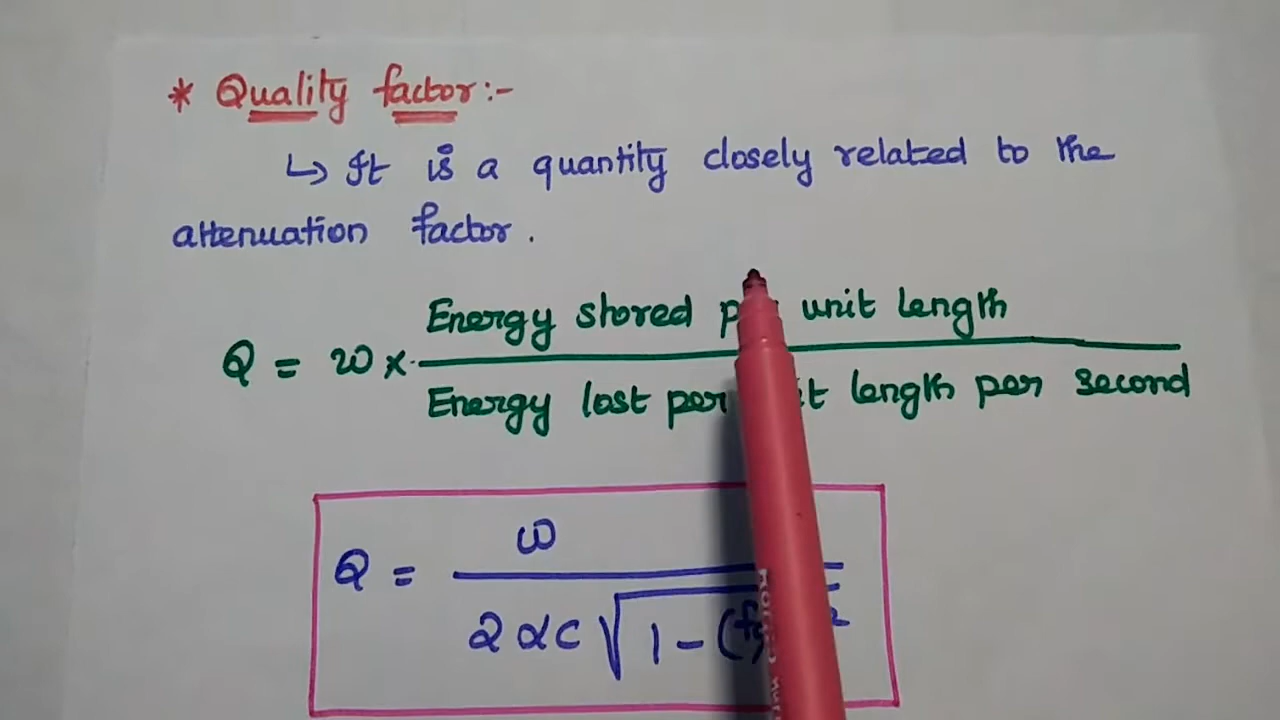 * Quality factor:-
↳ It is a quantity closely related to the
attenuation factor.
Energy stored unit length
Q = ω ×
Energy lost per length per second
ω
Q =
2αc √ 1 - (f 2